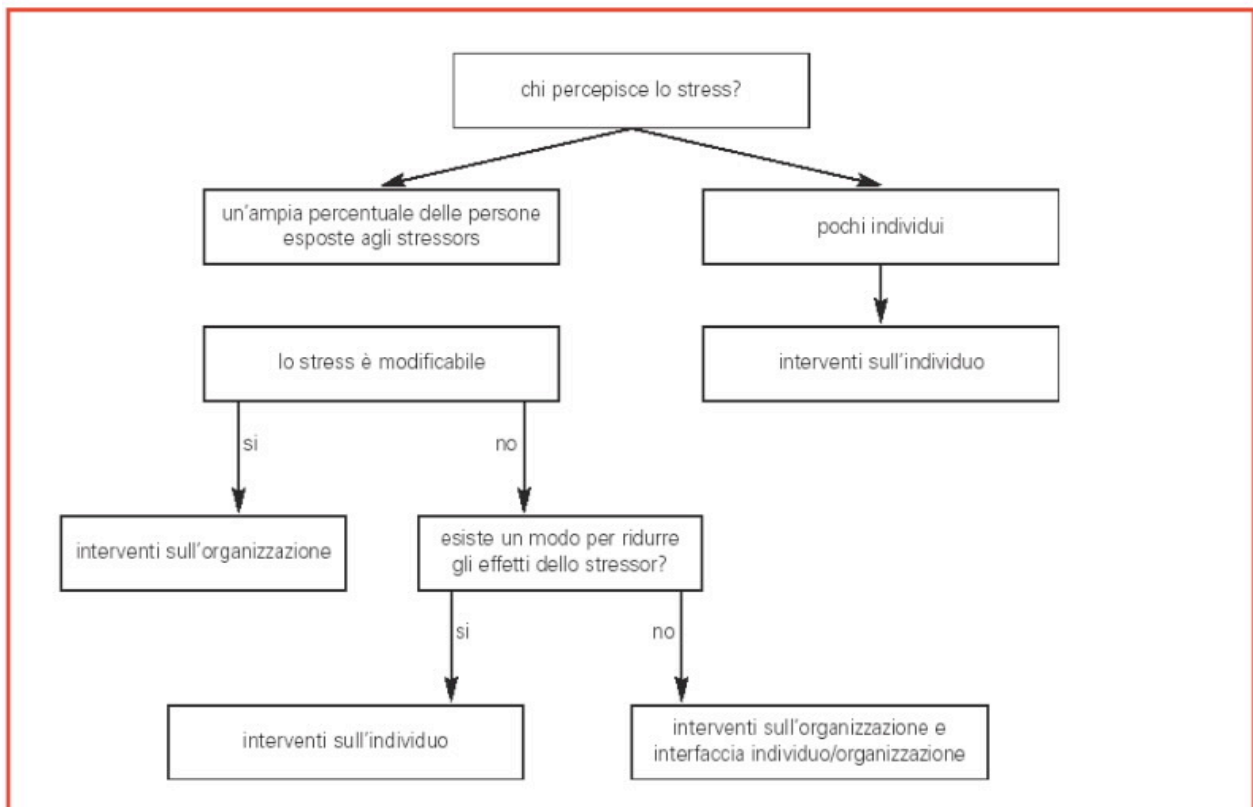 chi percepisce lo stress?
un'ampia percentuale delle persone
esposte agli stressors
pochi individui
lo stress è modificabile
interventi sull'individuo
si
no
interventi sull'organizzazione
esiste un modo per ridurre
gli effetti dello stressor?
si
no
interventi sull'individuo
interventi sull'organizzazione e
interfaccia individuo/organizzazione